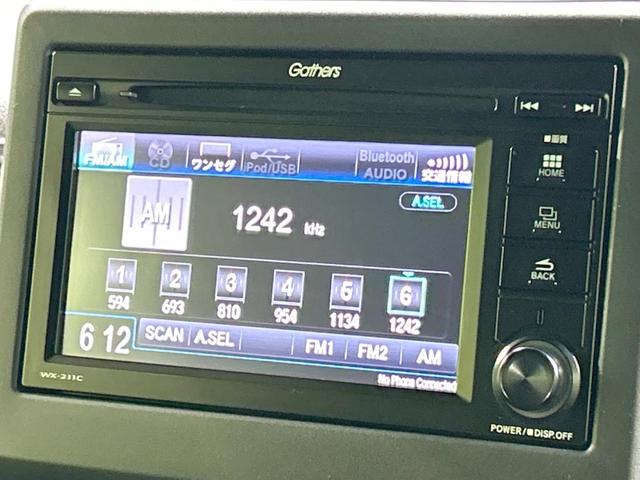 Gathers
画質
FM/AM CD ワンセグ iPod/USB Bluetooth AUDIO 交通情報
HOME
AM 1242 kHz A.SEL
MENU
1 2 3 4 5 6
594 693 810 954 1134 1242
BACK
6 12 SCAN A.SEL FM1 FM2 AM
WX-211C
No Phone Connected
POWER/DISP.OFF